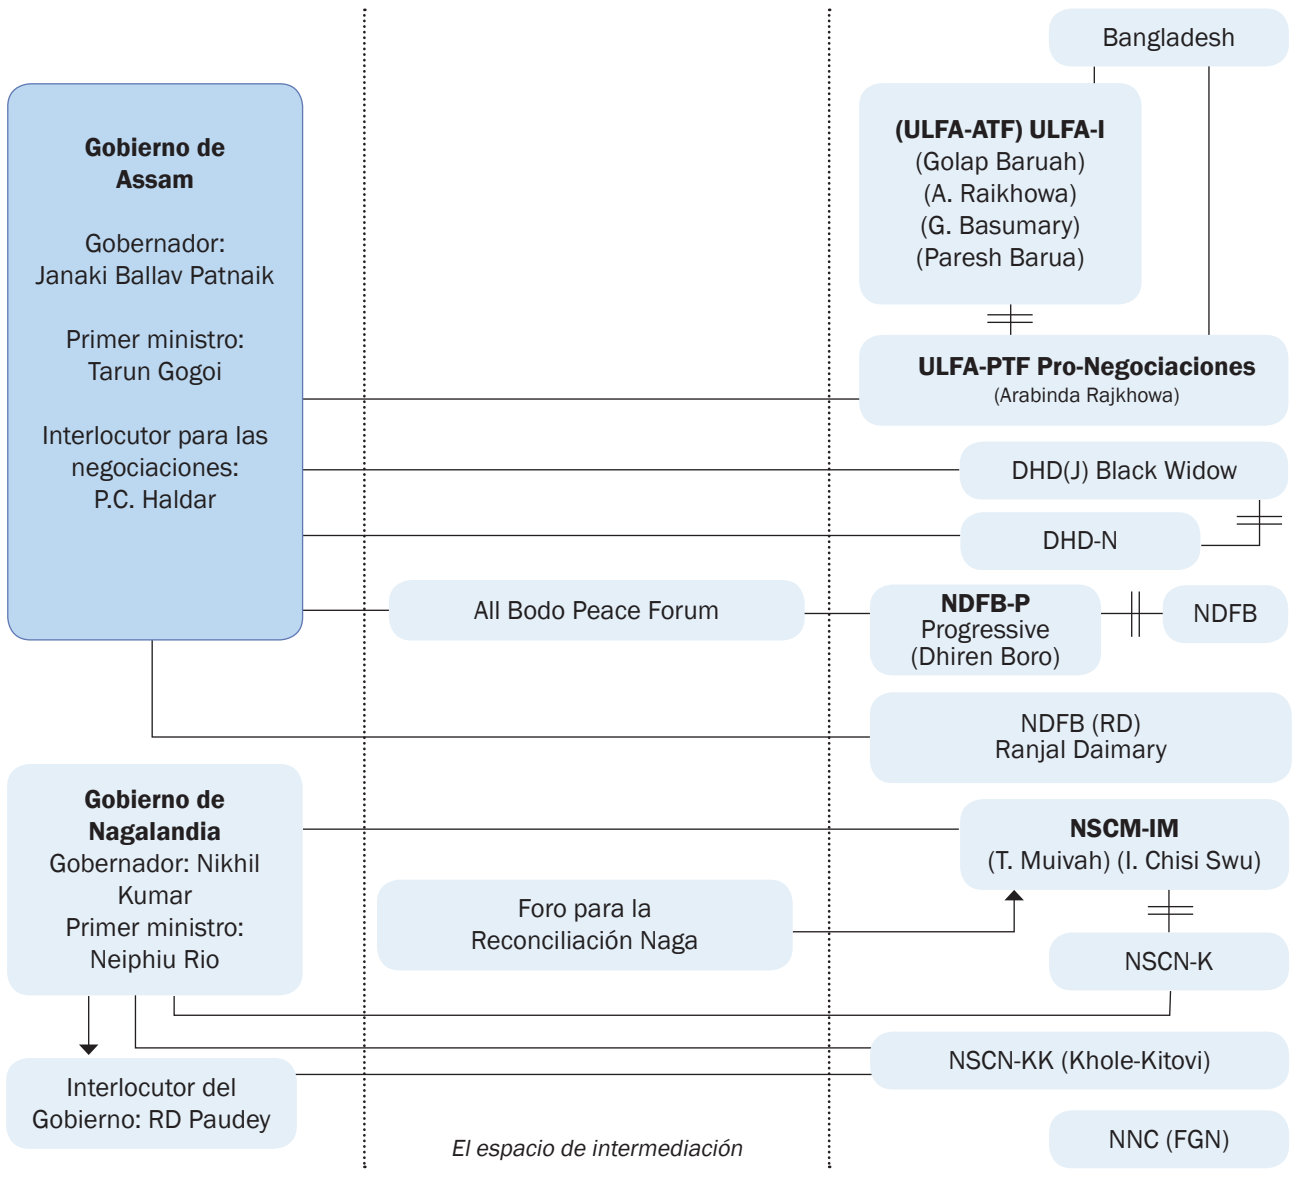 Bangladesh
Gobierno de
Assam
Gobernador:
Janaki Ballav Patnaik
Primer ministro:
Tarun Gogoi
Interlocutor para las
negociaciones:
P.C. Haldar
(ULFA-ATF) ULFA-I
(Golap Baruah)
(A. Raikhowa)
(G. Basumary)
(Paresh Barua)
ULFA-PTF Pro-Negociaciones
(Arabinda Rajkhowa)
DHD(J) Black Widow
DHD-N
All Bodo Peace Forum
NDFB-P
Progressive
(Dhiren Boro)
NDFB
NDFB (RD)
Ranjal Daimary
Gobierno de
Nagalandia
Gobernador: Nikhil
Kumar
Primer ministro:
Neiphiu Rio
NSCM-IM
(T. Muivah) (I. Chisi Swu)
Foro para la
Reconciliación Naga
NSCN-K
NSCN-KK (Khole-Kitovi)
Interlocutor del
Gobierno: RD Paudey
NNC (FGN)
El espacio de intermediación